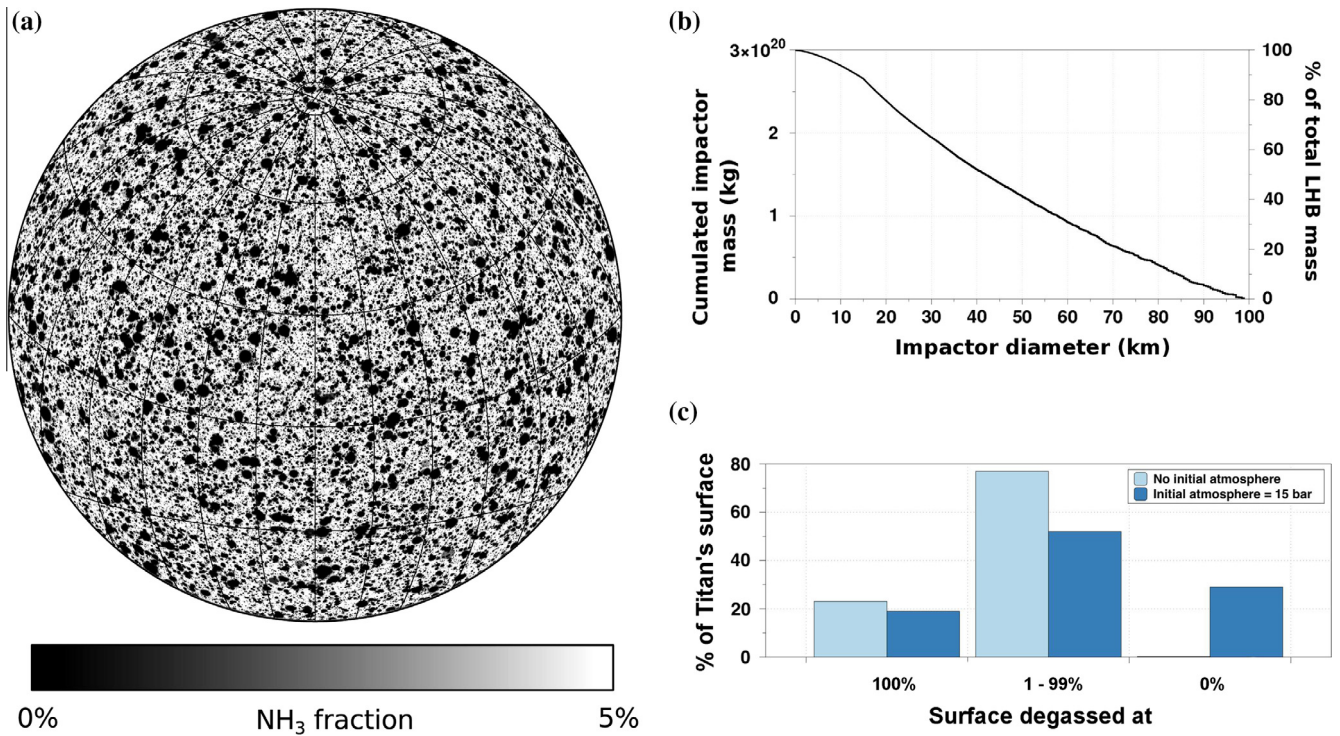 (a)
0%
NH₃ fraction
5%
(b)
3×10²⁰
2
1
0
Cumulated impactor
mass (kg)
100
80
60
40
20
0
% of total LHB mass
0 10 20 30 40 50 60 70 80 90 100
Impactor diameter (km)
(c)
80
60
40
20
0
% of Titan's surface
No initial atmosphere
Initial atmosphere = 15 bar
100% 1 - 99% 0%
Surface degassed at